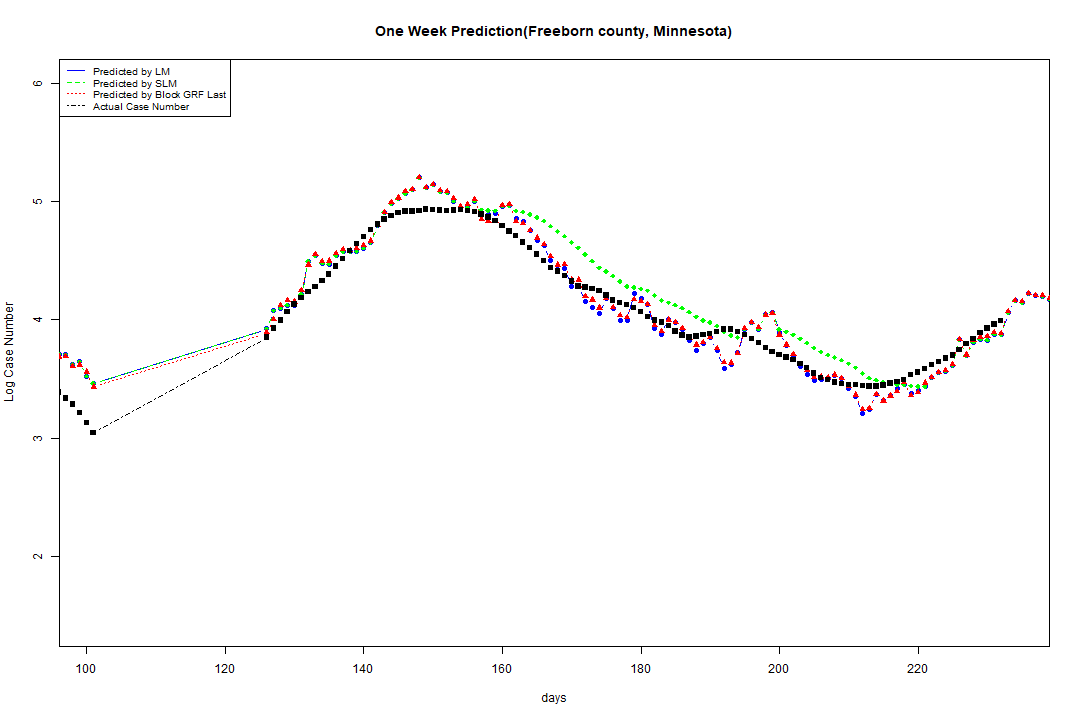 One Week Prediction(Freeborn county, Minnesota)
Predicted by LM
Predicted by SLM
Predicted by Block GRF Last
Actual Case Number
6
5
4
3
2
Log Case Number
100 120 140 160 180 200 220
days